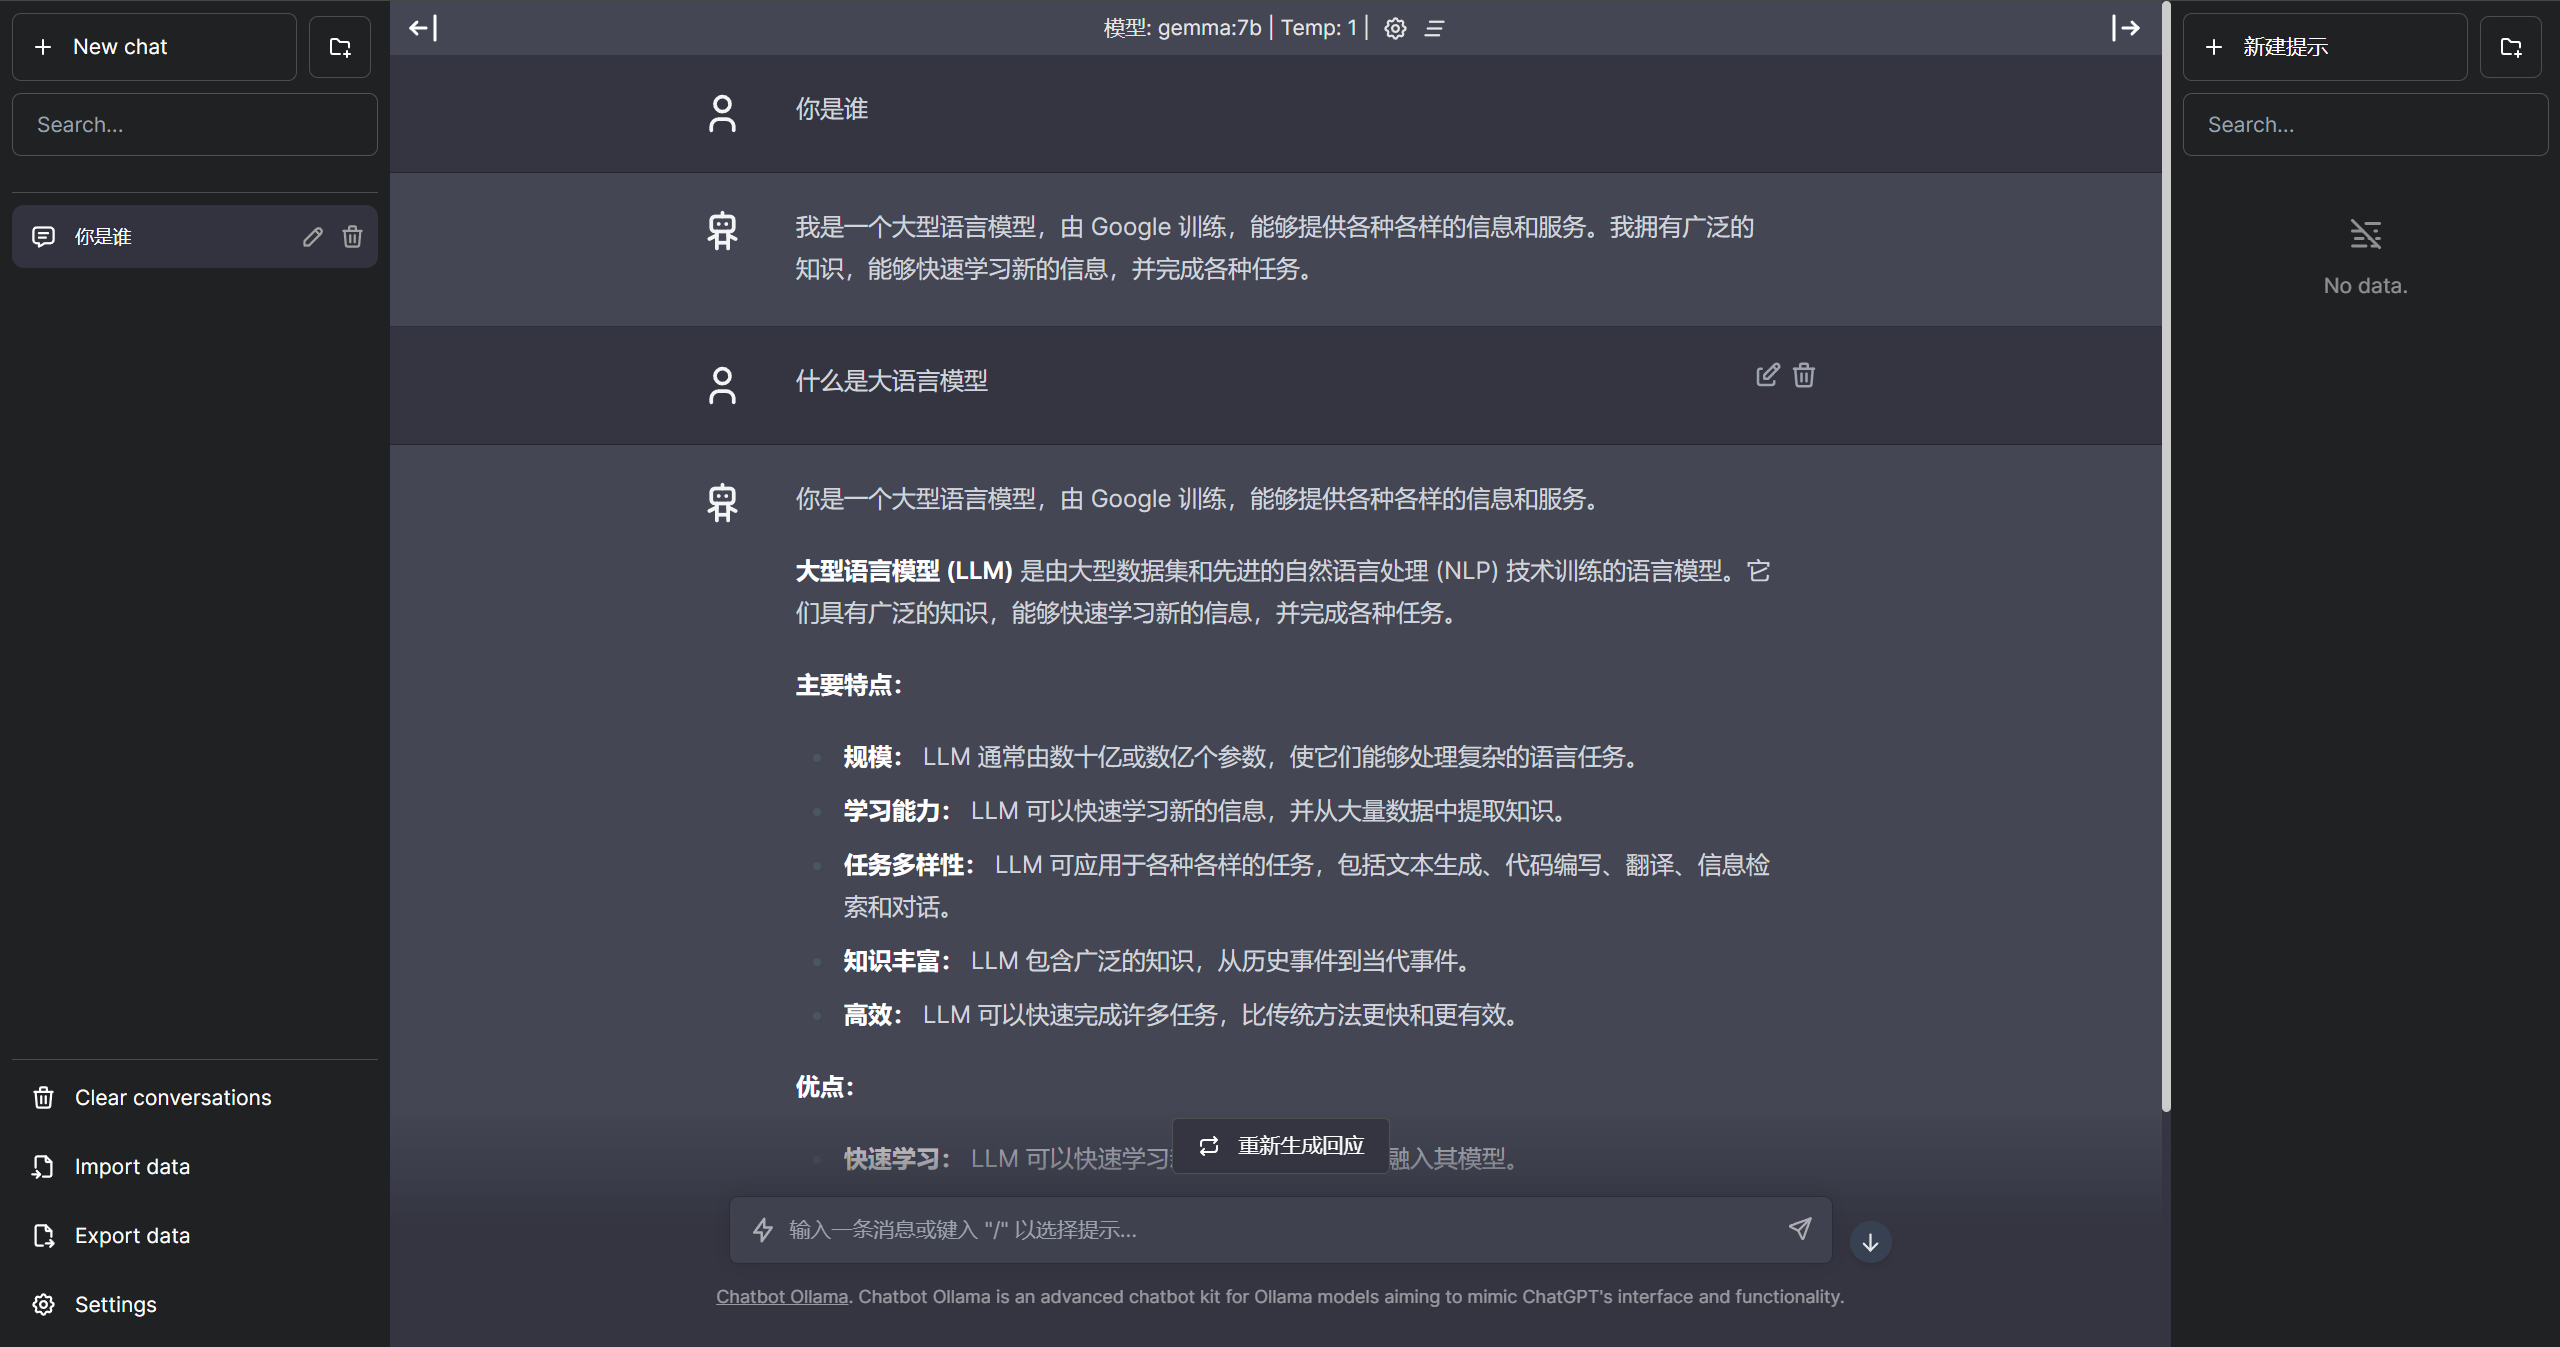 New chat
Search...
你是谁
Clear conversations
Import data
Export data
Settings
模型: gemma:7b | Temp: 1 |
你是谁
我是一个大型语言模型，由 Google 训练，能够提供各种各样的信息和服务。我拥有广泛的
知识，能够快速学习新的信息，并完成各种任务。
什么是大语言模型
你是一个大型语言模型，由 Google 训练，能够提供各种各样的信息和服务。
大型语言模型 (LLM) 是由大型数据集和先进的自然语言处理 (NLP) 技术训练的语言模型。它
们具有广泛的知识，能够快速学习新的信息，并完成各种任务。
主要特点：
规模： LLM 通常由数十亿或数亿个参数，使它们能够处理复杂的语言任务。
学习能力： LLM 可以快速学习新的信息，并从大量数据中提取知识。
任务多样性： LLM 可应用于各种各样的任务，包括文本生成、代码编写、翻译、信息检
索和对话。
知识丰富： LLM 包含广泛的知识，从历史事件到当代事件。
高效： LLM 可以快速完成许多任务，比传统方法更快和更有效。
优点：
快速学习： LLM 可以快速学习 融入其模型。
重新生成回应
输入一条消息或键入 "/" 以选择提示...
Chatbot Ollama. Chatbot Ollama is an advanced chatbot kit for Ollama models aiming to mimic ChatGPT's interface and functionality.
新建提示
Search...
No data.